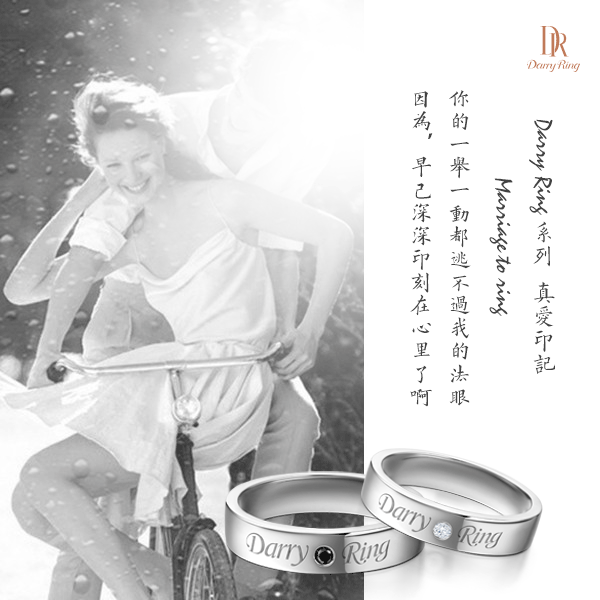 DR
Darry Ring
Darry Ring 系列 真愛印記
Marriage to ring
你的一舉一動都逃不過我的法眼
因為，早已深深印刻在心里了啊
Darry Ring
Darry Ring